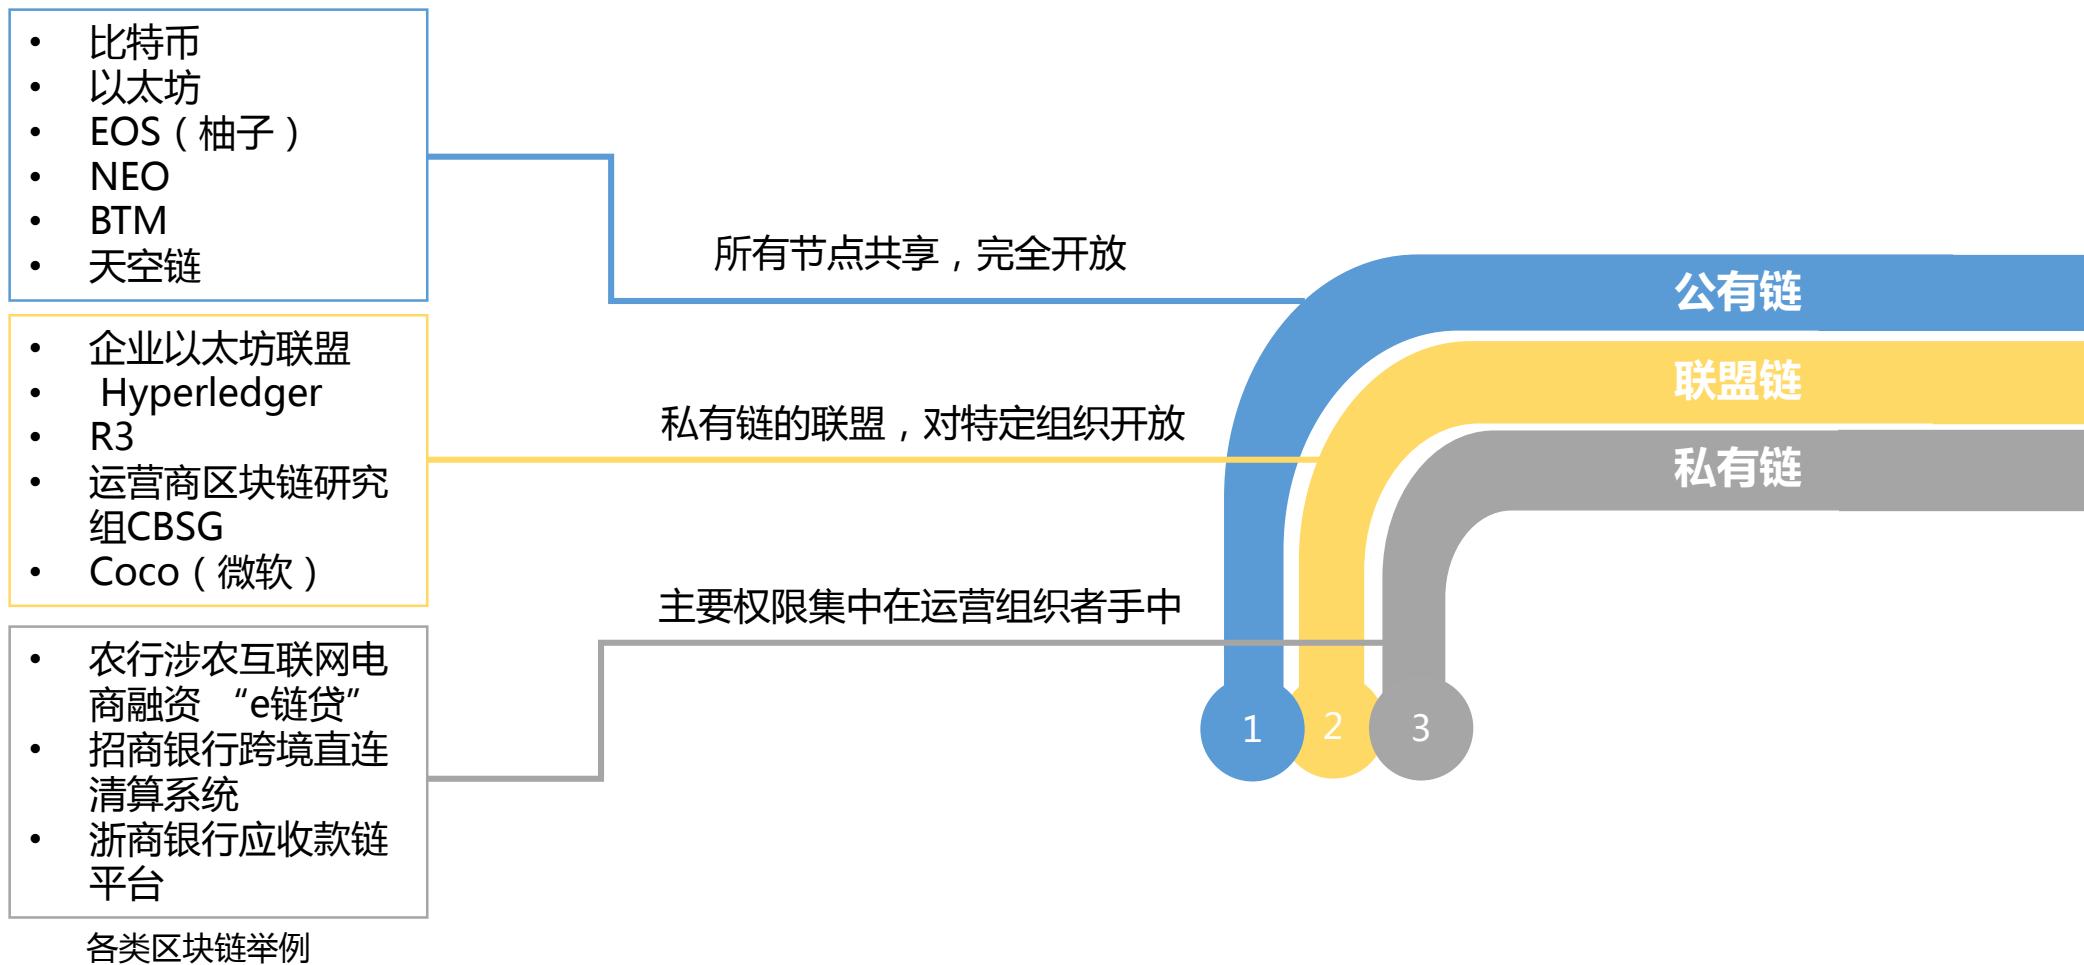 • 比特币
• 以太坊
• EOS（柚子）
• NEO
• BTM
• 天空链
所有节点共享，完全开放
公有链
• 企业以太坊联盟
• Hyperledger
• R3
• 运营商区块链研究
组CBSG
• Coco（微软）
私有链的联盟，对特定组织开放
联盟链
• 农行涉农互联网电
商融资 “e链贷”
• 招商银行跨境直连
清算系统
• 浙商银行应收款链
平台
主要权限集中在运营组织者手中
私有链
1
2
3
各类区块链举例